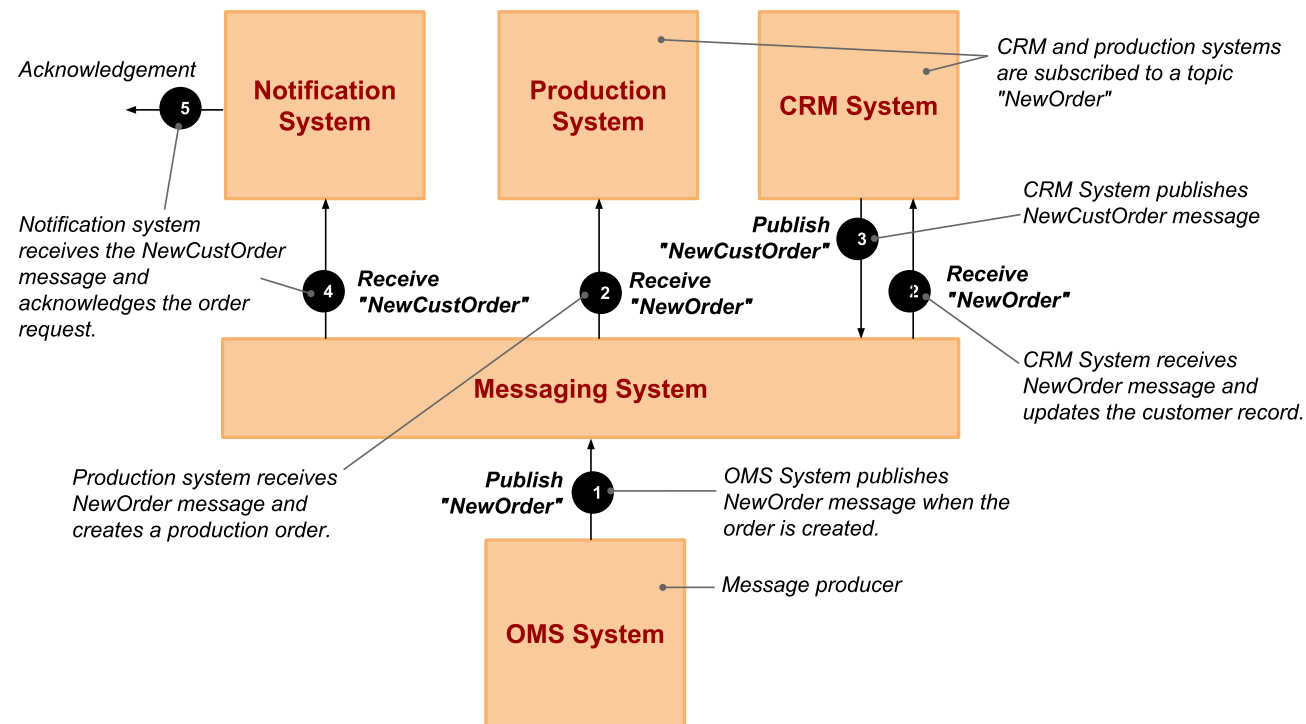 Acknowledgement
5
Notification
System
Production
System
CRM System
CRM and production systems
are subscribed to a topic
"NewOrder"
Notification system
receives the NewCustOrder
message and
acknowledges the order
request.
4
Receive
"NewCustOrder"
2
Receive
"NewOrder"
Publish
"NewCustOrder"
3
CRM System publishes
NewCustOrder message
2
Receive
"NewOrder"
CRM System receives
NewOrder message and
updates the customer record.
Messaging System
Production system receives
NewOrder message and
creates a production order.
Publish
"NewOrder"
1
OMS System publishes
NewOrder message when the
order is created.
Message producer
OMS System